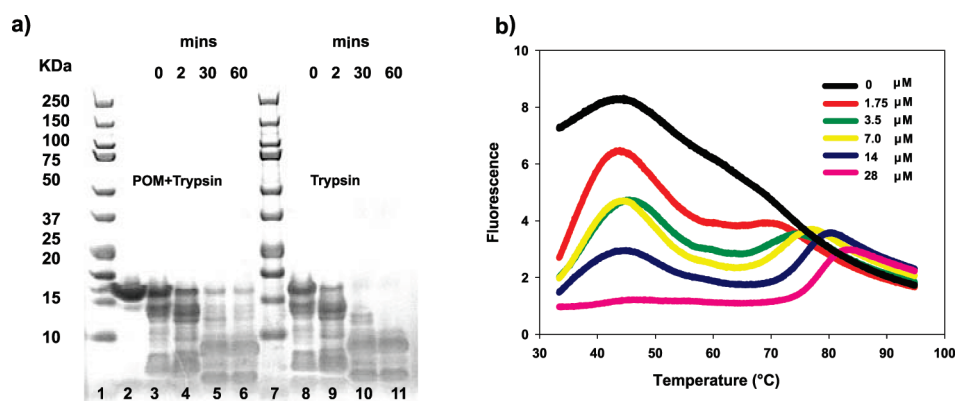 a)
mins
mins
KDa
0 2 30 60
0 2 30 60
250
150
100
75
50
37
25
20
15
10
POM+Trypsin
Trypsin
1 2 3 4 5 6 7 8 9 10 11
b)
10
8
6
4
2
0
Fluorescence
0 µM
1.75 µM
3.5 µM
7.0 µM
14 µM
28 µM
30 40 50 60 70 80 90 100
Temperature (°C)